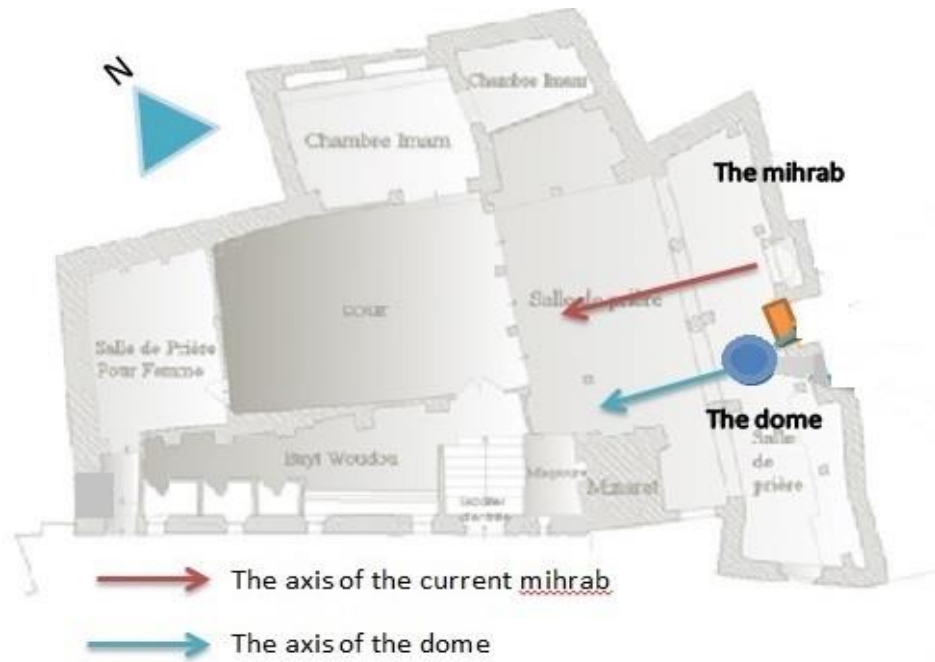 N
Chambre Imam
Chambre Imam
The mihrab
Salle de prière
COUR
Salle de Prière
Pour Femme
The dome
Salle
de
prière
Bayt Woudou
Minaret
The axis of the current mihrab
The axis of the dome